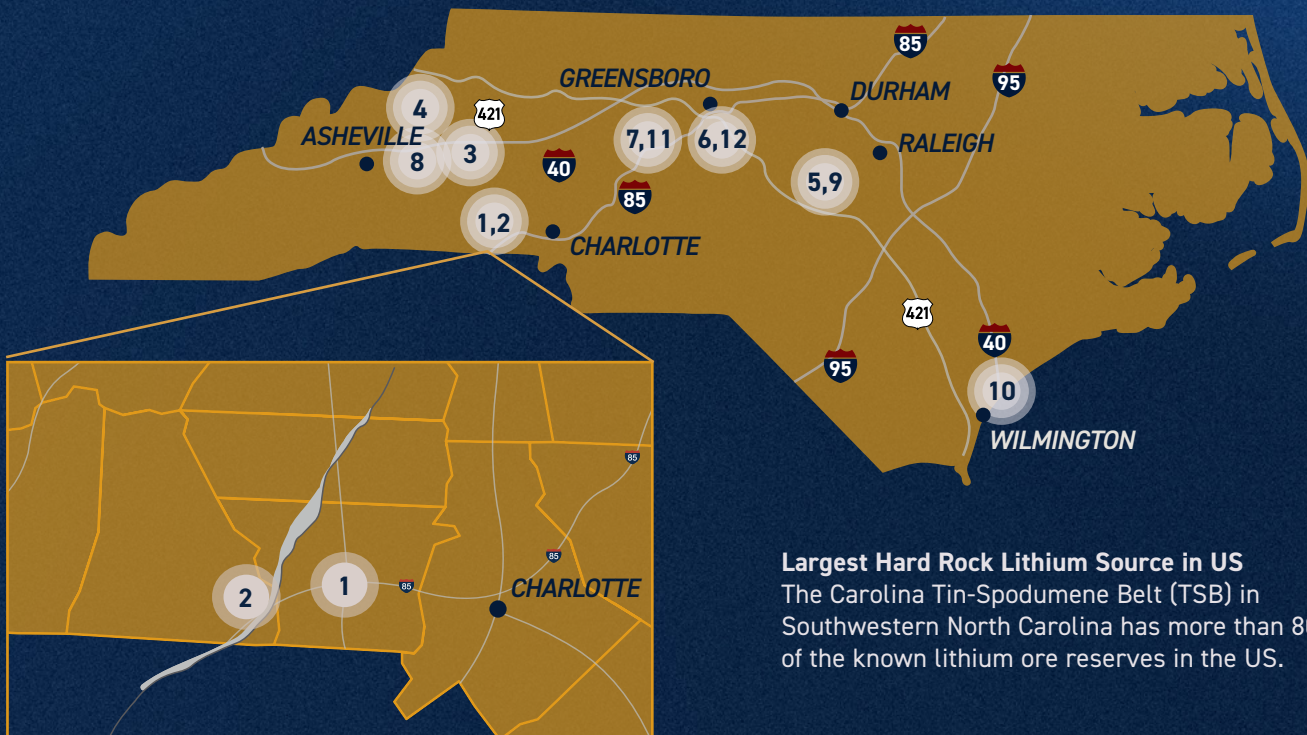 85
95
GREENSBORO
DURHAM
4
421
ASHEVILLE
7,11
6,12
RALEIGH
8
3
40
5,9
85
1,2
CHARLOTTE
421
40
95
10
WILMINGTON
85
85
2
1
85
CHARLOTTE
Largest Hard Rock Lithium Source in US
The Carolina Tin-Spodumene Belt (TSB) in
Southwestern North Carolina has more than
of the known lithium ore reserves in the US.